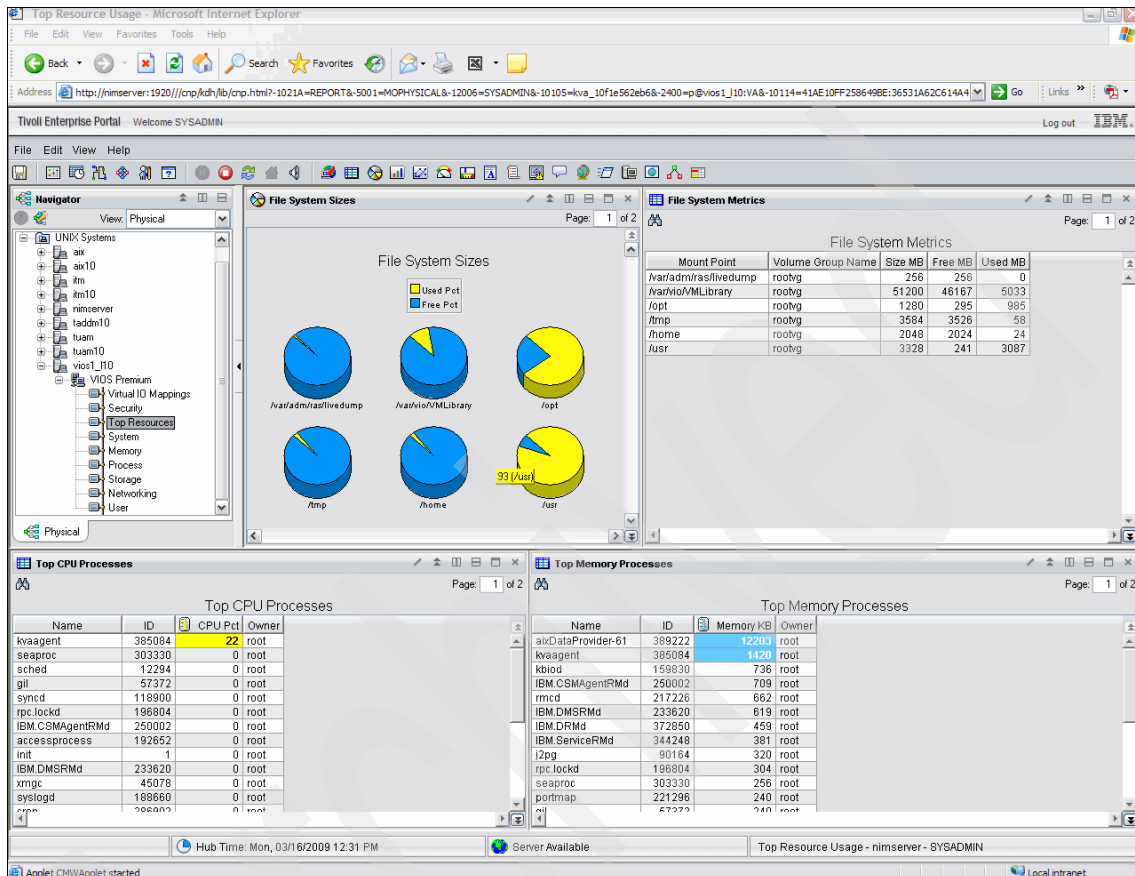 Top Resource Usage - Microsoft Internet Explorer
File Edit View Favorites Tools Help
Back Search Favorites
Address http://nimserver:1920///cnp/kdh/lib/cnp.html?-1021A=REPORT&-5001=MOPHYSICAL&-12006=SYSADMIN&-10105=kva_10f1e562eb6&-2400=p@vios1_l10:VA&-10114=41AE10FF258649BE:36531A62C614A4 Go Links »
Tivoli Enterprise Portal Welcome SYSADMIN Log out IBM.
File Edit View Help
Navigator
View: Physical
UNIX Systems
aix
aix10
itm
itm10
nimserver
taddm10
tuam
tuam10
vios1_l10
VIOS Premium
Virtual IO Mappings
Security
Top Resources
System
Memory
Process
Storage
Networking
User
Physical
File System Sizes
Page: 1 of 2
File System Sizes
Used Pct
Free Pct
/var/adm/ras/livedump /var/vio/VMLibrary /opt
93 (/usr)
/tmp /home /usr
File System Metrics
Page: 1 of 2
File System Metrics
Mount Point Volume Group Name Size MB Free MB Used MB
/var/adm/ras/livedump rootvg 256 256 0
/var/vio/VMLibrary rootvg 51200 46167 5033
/opt rootvg 1280 295 985
/tmp rootvg 3584 3526 58
/home rootvg 2048 2024 24
/usr rootvg 3328 241 3087
Top CPU Processes
Page: 1 of 2
Top CPU Processes
Name ID CPU Pct Owner
kvaagent 385084 22 root
seaproc 303330 0 root
sched 12294 0 root
gil 57372 0 root
syncd 118900 0 root
rpc.lockd 196804 0 root
IBM.CSMAgentRMd 250002 0 root
accessprocess 192652 0 root
init 1 0 root
IBM.DMSRMd 233620 0 root
xmgc 45078 0 root
syslogd 188660 0 root
cron 286902 0 root
Top Memory Processes
Page: 1 of 2
Top Memory Processes
Name ID Memory KB Owner
aixDataProvider-61 389222 12203 root
kvaagent 385084 1420 root
kbiod 159830 736 root
IBM.CSMAgentRMd 250002 709 root
rmcd 217226 662 root
IBM.DMSRMd 233620 619 root
IBM.DRMd 372850 459 root
IBM.ServiceRMd 344248 381 root
j2pg 90164 320 root
rpc.lockd 196804 304 root
seaproc 303330 256 root
portmap 221296 240 root
gil 57372 240 root
Hub Time: Mon, 03/16/2009 12:31 PM Server Available Top Resource Usage - nimserver - SYSADMIN
Applet CMWApplet started Local intranet